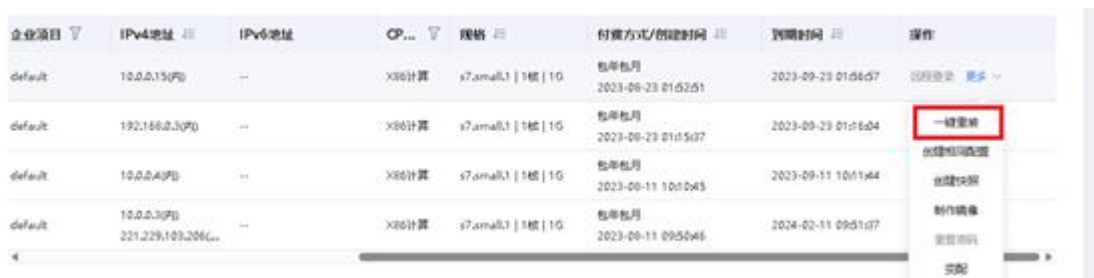 企业项目 IPv4地址 IPv6地址 CP... 规格 付费方式/创建时间 到期时间 操作
default 10.0.0.15(内) -- X86计算 s7.small.1 | 1核 | 1G 包年包月 2023-08-23 01:52:51 2023-09-23 01:56:57 远程登录 更多
一键重装
default 192.168.0.3(内) -- X86计算 s7.small.1 | 1核 | 1G 包年包月 2023-08-23 01:15:37 2023-09-23 01:16:04
创建相同配置
default 10.0.0.4(内) -- X86计算 s7.small.1 | 1核 | 1G 包年包月 2023-08-11 10:10:45 2023-09-11 10:11:44
创建快照
制作镜像
default 10.0.0.3(内) 221.229.103.206(... -- X86计算 s7.small.1 | 1核 | 1G 包年包月 2023-08-11 09:50:46 2024-02-11 09:51:37
重置密码
变配